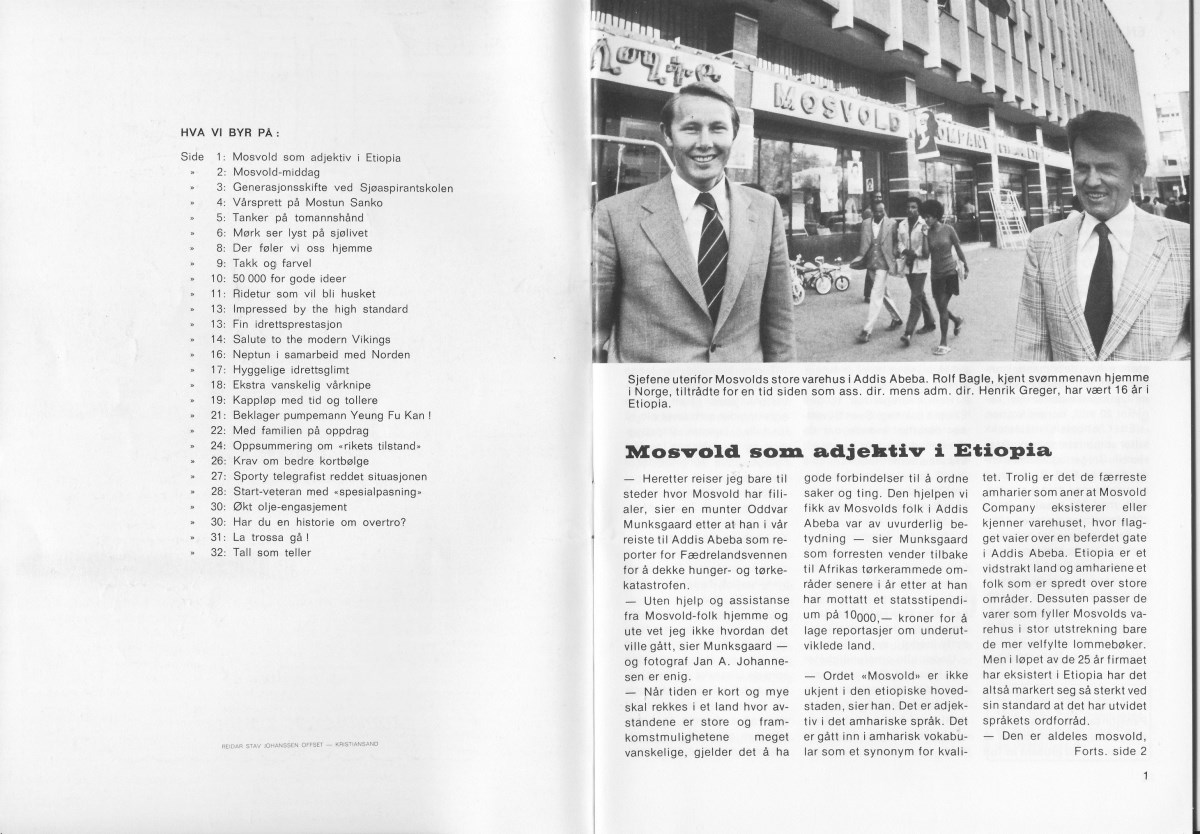 HVA VI BYR PÅ:
Side 1: Mosvold som adjektiv i Etiopia
» 2: Mosvold-middag
» 3: Generasjonsskifte ved Sjøaspirantskolen
» 4: Vårsprett på Mostun Sanko
» 5: Tanker på tomannshånd
» 6: Mørk ser lyst på sjølivet
» 8: Der føler vi oss hjemme
» 9: Takk og farvel
» 10: 50 000 for gode ideer
» 11: Ridetur som vil bli husket
» 13: Impressed by the high standard
» 13: Fin idrettsprestasjon
» 14: Salute to the modern Vikings
» 16: Neptun i samarbeid med Norden
» 17: Hyggelige idrettsglimt
» 18: Ekstra vanskelig vårknipe
» 19: Kappløp med tid og tollere
» 21: Beklager pumpemann Yeung Fu Kan !
» 22: Med familien på oppdrag
» 24: Oppsummering om «rikets tilstand»
» 26: Krav om bedre kortbølge
» 27: Sporty telegrafist reddet situasjonen
» 28: Start-veteran med «spesialpasning»
» 30: Økt olje-engasjement
» 30: Har du en historie om overtro?
» 31: La trossa gå !
» 32: Tall som teller
REIDAR STAV JOHANSSEN OFFSET — KRISTIANSAND
MOSVOLD COMPANY
Sjefene utenfor Mosvolds store varehus i Addis Abeba. Rolf Bagle, kjent svømmenavn hjemme
i Norge, tiltrådte for en tid siden som ass. dir. mens adm. dir. Henrik Greger, har vært 16 år i
Etiopia.
Mosvold som adjektiv i Etiopia
— Heretter reiser jeg bare til
steder hvor Mosvold har fili-
aler, sier en munter Oddvar
Munksgaard etter at han i vår
reiste til Addis Abeba som re-
porter for Fædrelandsvennen
for å dekke hunger- og tørke-
katastrofen.
— Uten hjelp og assistanse
fra Mosvold-folk hjemme og
ute vet jeg ikke hvordan det
ville gått, sier Munksgaard —
og fotograf Jan A. Johanne-
sen er enig.
— Når tiden er kort og mye
skal rekkes i et land hvor av-
standene er store og fram-
komstmulighetene meget
vanskelige, gjelder det å ha
gode forbindelser til å ordne
saker og ting. Den hjelpen vi
fikk av Mosvolds folk i Addis
Abeba var av uvurderlig be-
tydning — sier Munksgaard
som forresten vender tilbake
til Afrikas tørkerammede om-
råder senere i år etter at han
har mottatt et statsstipendi-
um på 10000,— kroner for å
lage reportasjer om underut-
viklede land.
— Ordet «Mosvold» er ikke
ukjent i den etiopiske hoved-
staden, sier han. Det er adjek-
tiv i det amhariske språk. Det
er gått inn i amharisk vokabu-
lar som et synonym for kvali-
tet. Trolig er det de færreste
amharier som aner at Mosvold
Company eksisterer eller
kjenner varehuset, hvor flag-
get vaier over en beferdet gate
i Addis Abeba. Etiopia er et
vidstrakt land og amhariene et
folk som er spredt over store
områder. Dessuten passer de
varer som fyller Mosvolds va-
rehus i stor utstrekning bare
de mer velfylte lommebøker.
Men i løpet av de 25 år firmaet
har eksistert i Etiopia har det
altså markert seg så sterkt ved
sin standard at det har utvidet
språkets ordforråd.
— Den er aldeles mosvold,
Forts. side 2
1